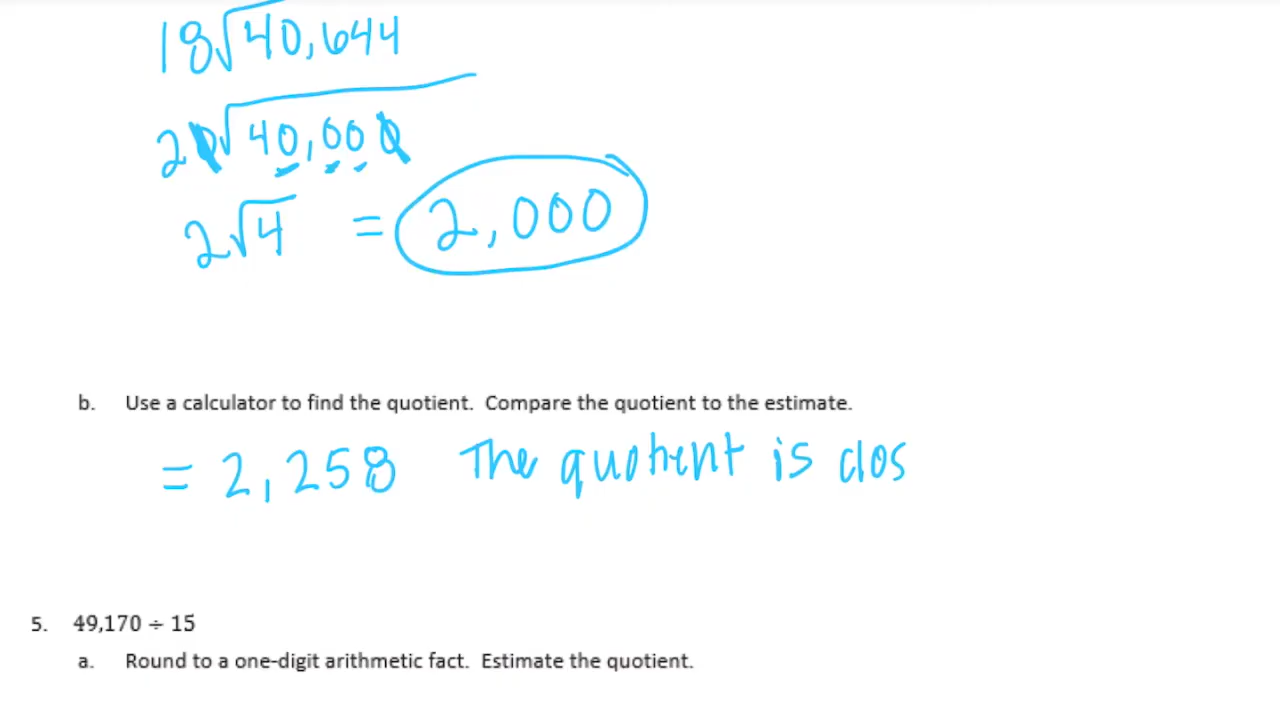 18√40,644
20√40,000
2√4 = 2,000
b. Use a calculator to find the quotient. Compare the quotient to the estimate.
= 2,258 The quotient is clos
5. 49,170 ÷ 15
a. Round to a one-digit arithmetic fact. Estimate the quotient.